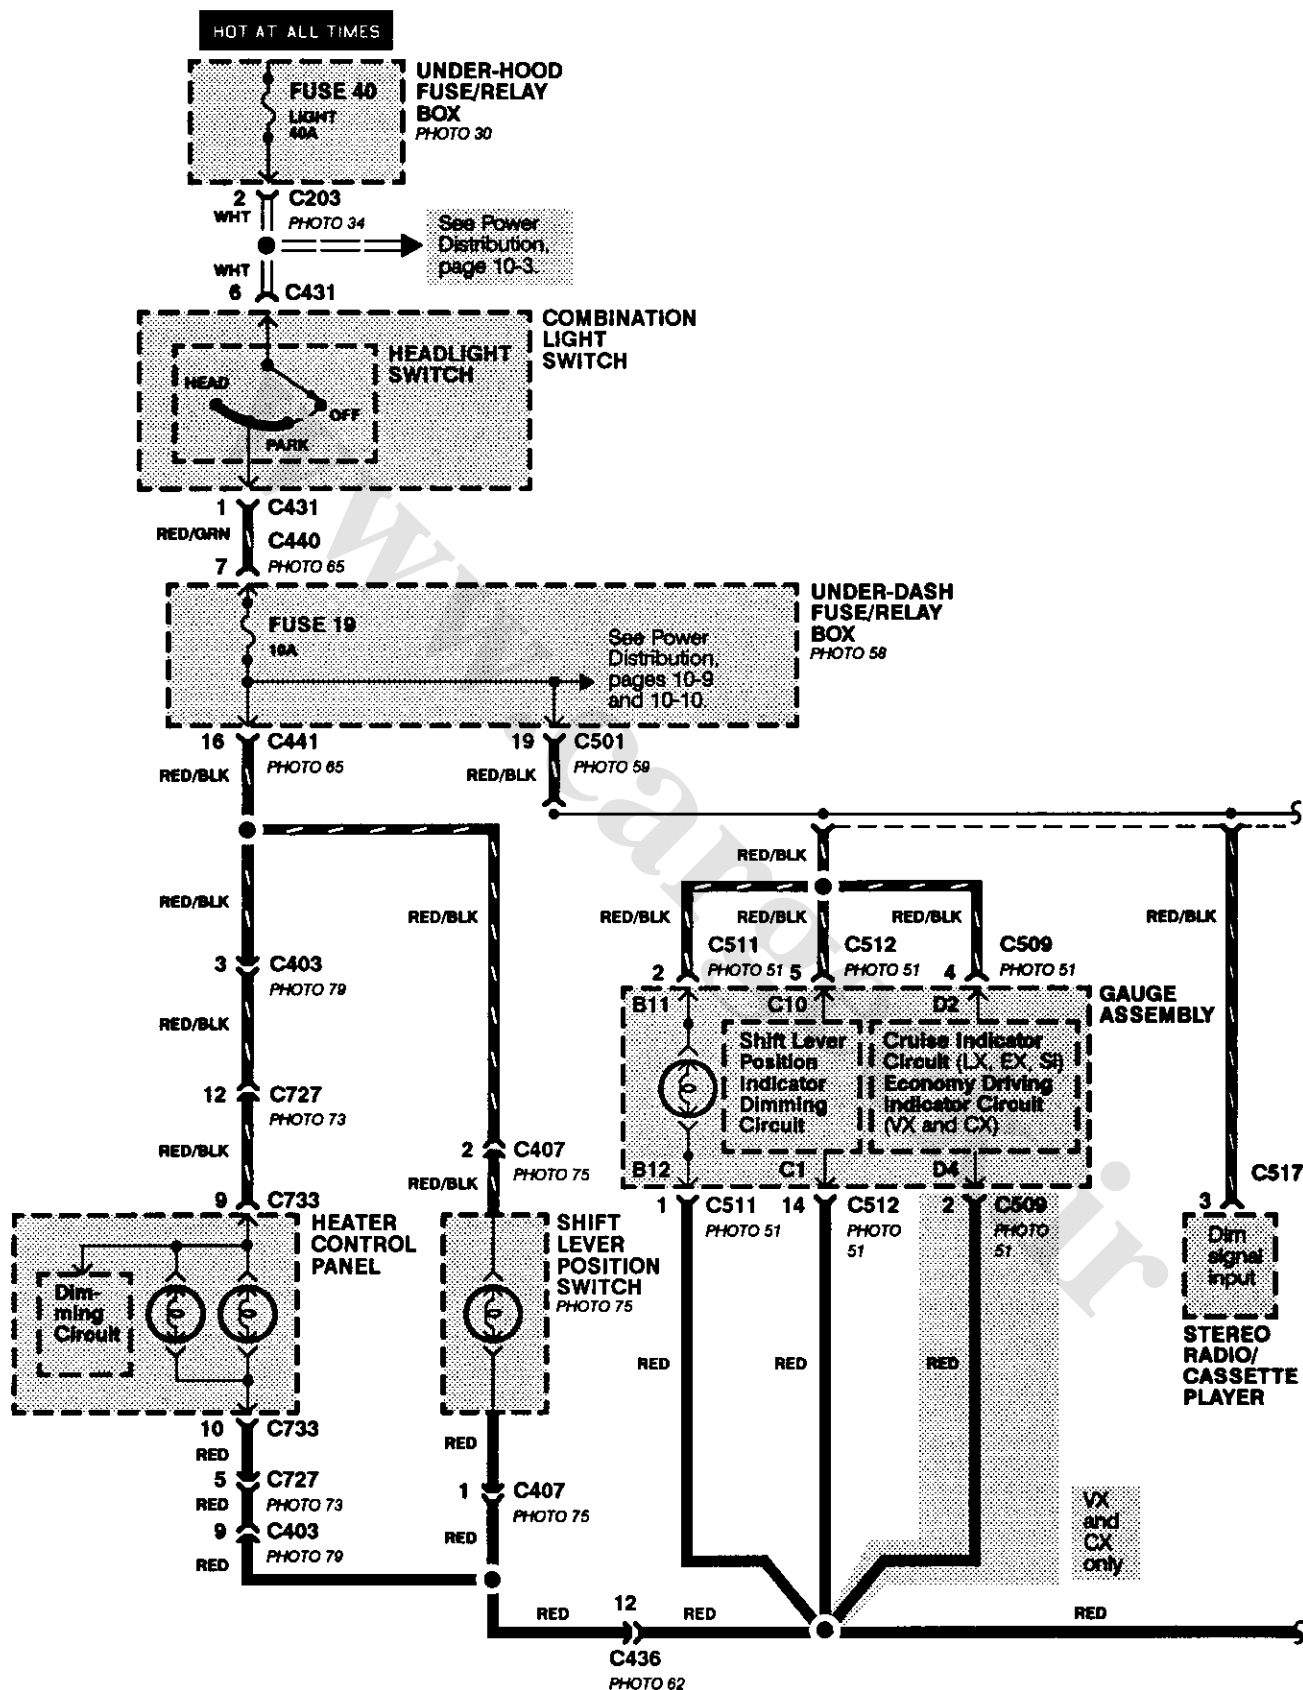 HOT AT ALL TIMES
UNDER-HOOD
FUSE/RELAY
BOX
PHOTO 30
FUSE 40
LIGHT
40A
2
C203
WHT
PHOTO 34
See Power
Distribution,
page 10-3.
WHT
6
C431
COMBINATION
LIGHT
SWITCH
HEADLIGHT
SWITCH
HEAD
OFF
PARK
1
C431
RED/GRN
C440
7
PHOTO 65
UNDER-DASH
FUSE/RELAY
BOX
PHOTO 58
FUSE 19
10A
See Power
Distribution,
pages 10-9
and 10-10.
16
C441
RED/BLK
PHOTO 65
19
C501
RED/BLK
PHOTO 59
RED/BLK
RED/BLK
RED/BLK
RED/BLK
RED/BLK
RED/BLK
RED/BLK
3
C403
PHOTO 79
C511
2
PHOTO 51
C512
5
PHOTO 51
C509
4
PHOTO 51
GAUGE
ASSEMBLY
B11
C10
D2
RED/BLK
Shift Lever
Position
Indicator
Dimming
Circuit
Cruise Indicator
Circuit (LX, EX, Si)
Economy Driving
Indicator Circuit
(VX and CX)
12
C727
PHOTO 73
RED/BLK
2
C407
PHOTO 75
RED/BLK
B12
C1
D4
9
C733
1
C511
PHOTO 51
14
C512
PHOTO
51
2
C509
PHOTO
51
C517
3
Dim
signal
input
STEREO
RADIO/
CASSETTE
PLAYER
HEATER
CONTROL
PANEL
Dim-
ming
Circuit
SHIFT
LEVER
POSITION
SWITCH
PHOTO 75
RED
RED
RED
10
C733
RED
RED
5
C727
RED
PHOTO 73
1
C407
PHOTO 75
9
C403
PHOTO 79
RED
RED
VX
and
CX
only
RED
12
RED
RED
C436
PHOTO 62